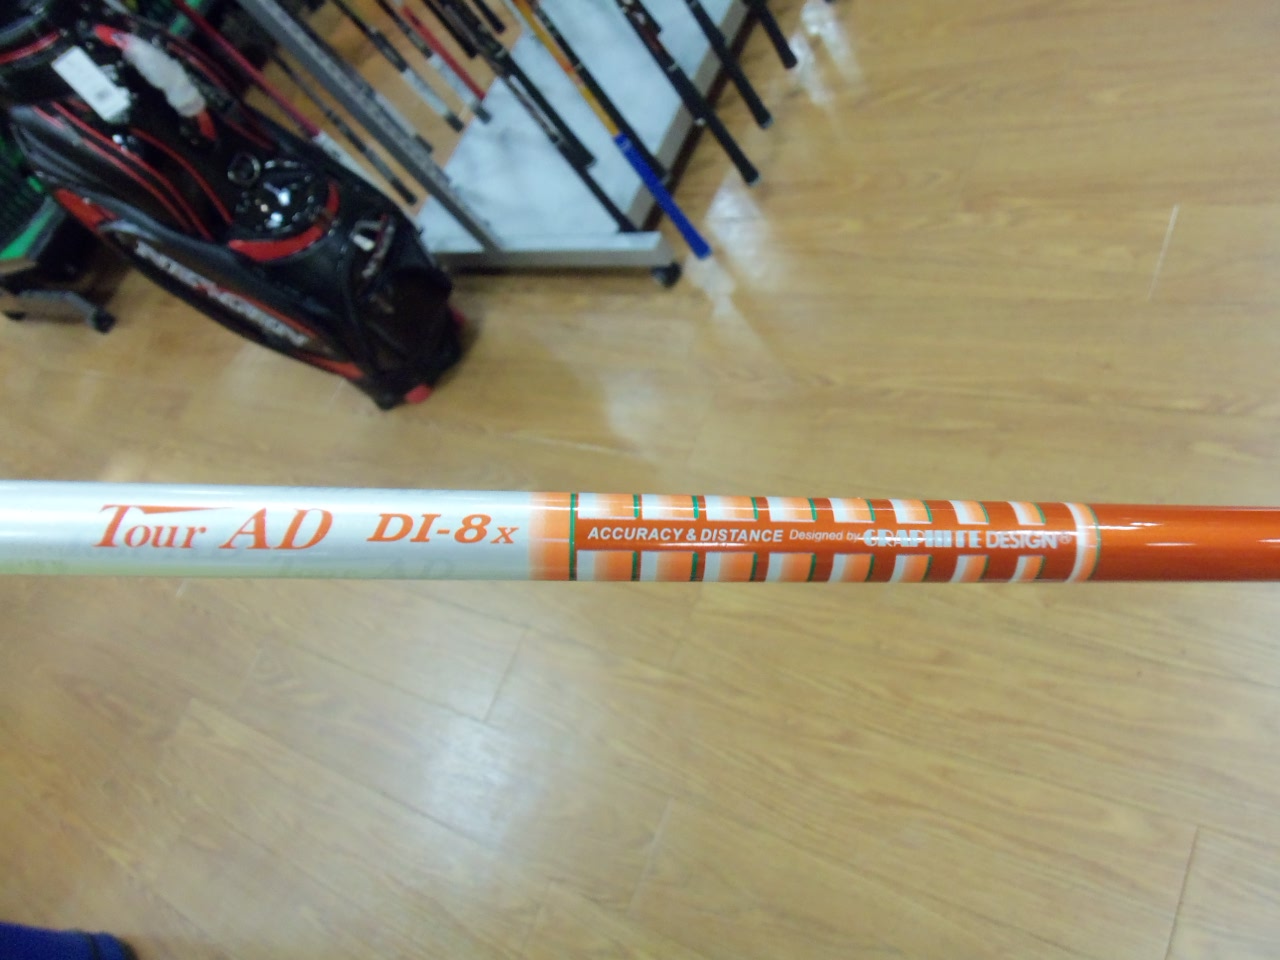 Tour AD DI-8x ACCURACY & DISTANCE Designed by GRAPHITE DESIGN®